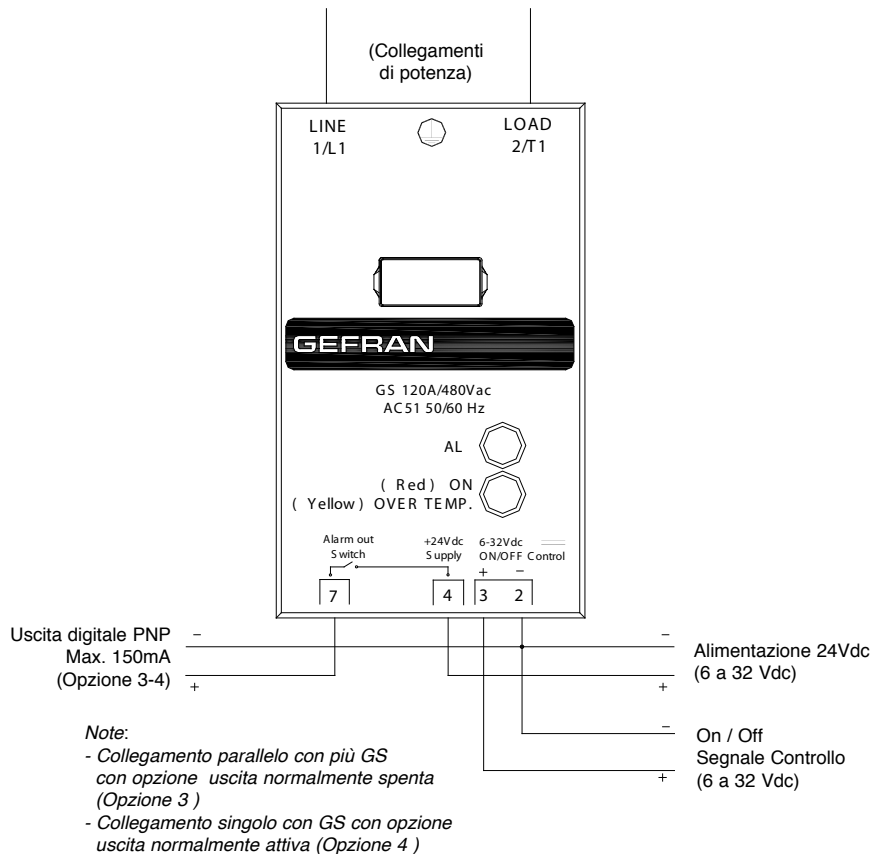 (Collegamenti
di potenza)
LINE
1/L1
LOAD
2/T1
GEFRAN
GS 120A/480Vac
AC51 50/60 Hz
AL
( Red ) ON
( Yellow ) OVER TEMP.
Alarm out
Switch
+24Vdc
Supply
6-32Vdc
ON/OFF Control
+ −
7 4 3 2
Uscita digitale PNP −
Max. 150mA
(Opzione 3-4) +
− Alimentazione 24Vdc
+ (6 a 32 Vdc)
− On / Off
Segnale Controllo
+ (6 a 32 Vdc)
Note:
- Collegamento parallelo con più GS
con opzione uscita normalmente spenta
(Opzione 3 )
- Collegamento singolo con GS con opzione
uscita normalmente attiva (Opzione 4 )